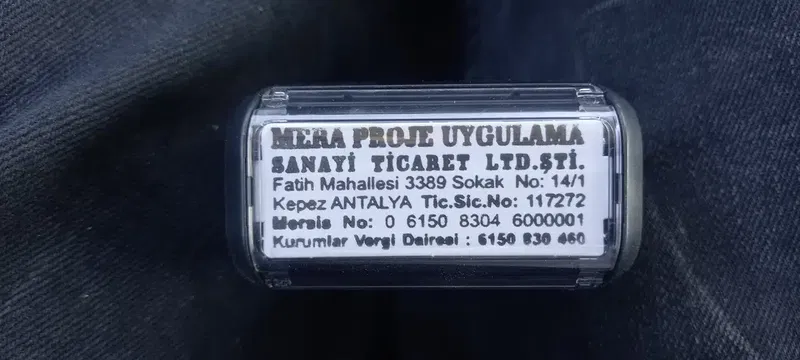 MERA PROJE UYGULAMA
SANAYİ TİCARET LTD.ŞTİ.
Fatih Mahallesi 3389 Sokak No: 14/1
Kepez ANTALYA Tic.Sic.No: 117272
Mersis No: 0 6150 8304 6000001
Kurumlar Vergi Dairesi : 6150 830 460